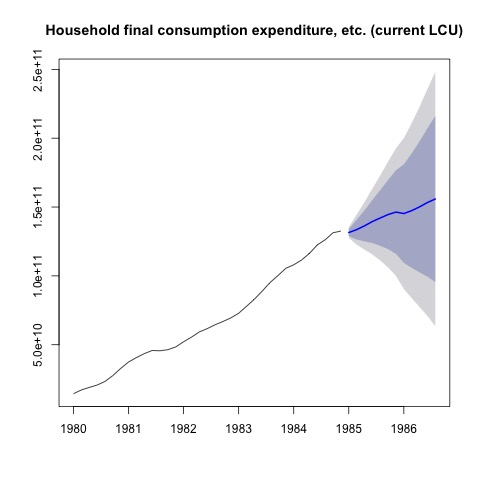 Household final consumption expenditure, etc. (current LCU)
2.5e+11
2.0e+11
1.5e+11
1.0e+11
5.0e+10
1980 1981 1982 1983 1984 1985 1986